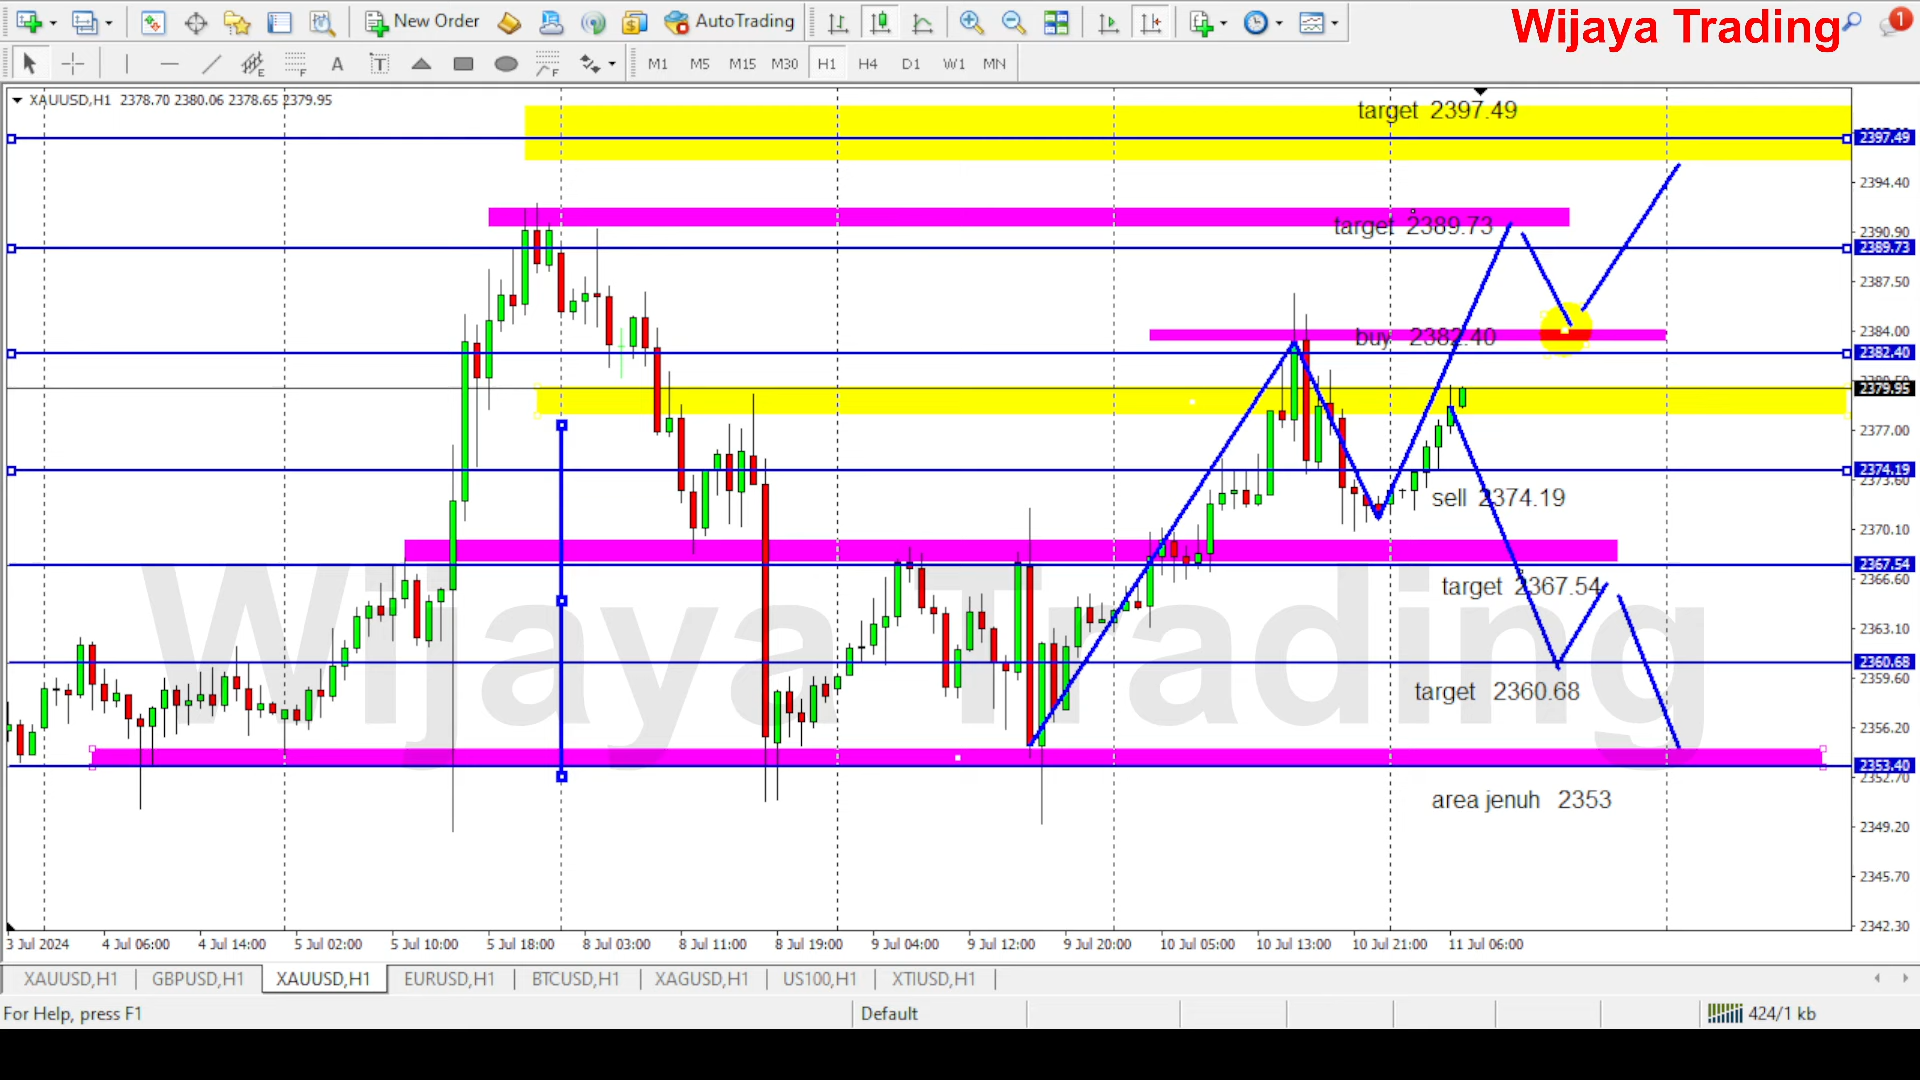 New Order AutoTrading Wijaya Trading 1
A T M1 M5 M15 M30 H1 H4 D1 W1 MN
XAUUSD,H1 2378.70 2380.06 2378.65 2379.95
target 2397.49
2397.49
2394.40
target 2389.73
2390.90
2389.73
2387.50
buy 2382.40
2384.00
2382.40
2379.95
2377.00
2374.19
2373.60
sell 2374.19
2370.10
2367.54
target 2367.54
2366.60
Wijaya Trading
2363.10
2360.68
2359.60
target 2360.68
2356.20
2353.40
2352.70
area jenuh 2353
2349.20
2345.70
2342.30
3 Jul 2024 4 Jul 06:00 4 Jul 14:00 5 Jul 02:00 5 Jul 10:00 5 Jul 18:00 8 Jul 03:00 8 Jul 11:00 8 Jul 19:00 9 Jul 04:00 9 Jul 12:00 9 Jul 20:00 10 Jul 05:00 10 Jul 13:00 10 Jul 21:00 11 Jul 06:00
XAUUSD,H1 GBPUSD,H1 XAUUSD,H1 EURUSD,H1 BTCUSD,H1 XAGUSD,H1 US100,H1 XTIUSD,H1
For Help, press F1 Default 424/1 kb